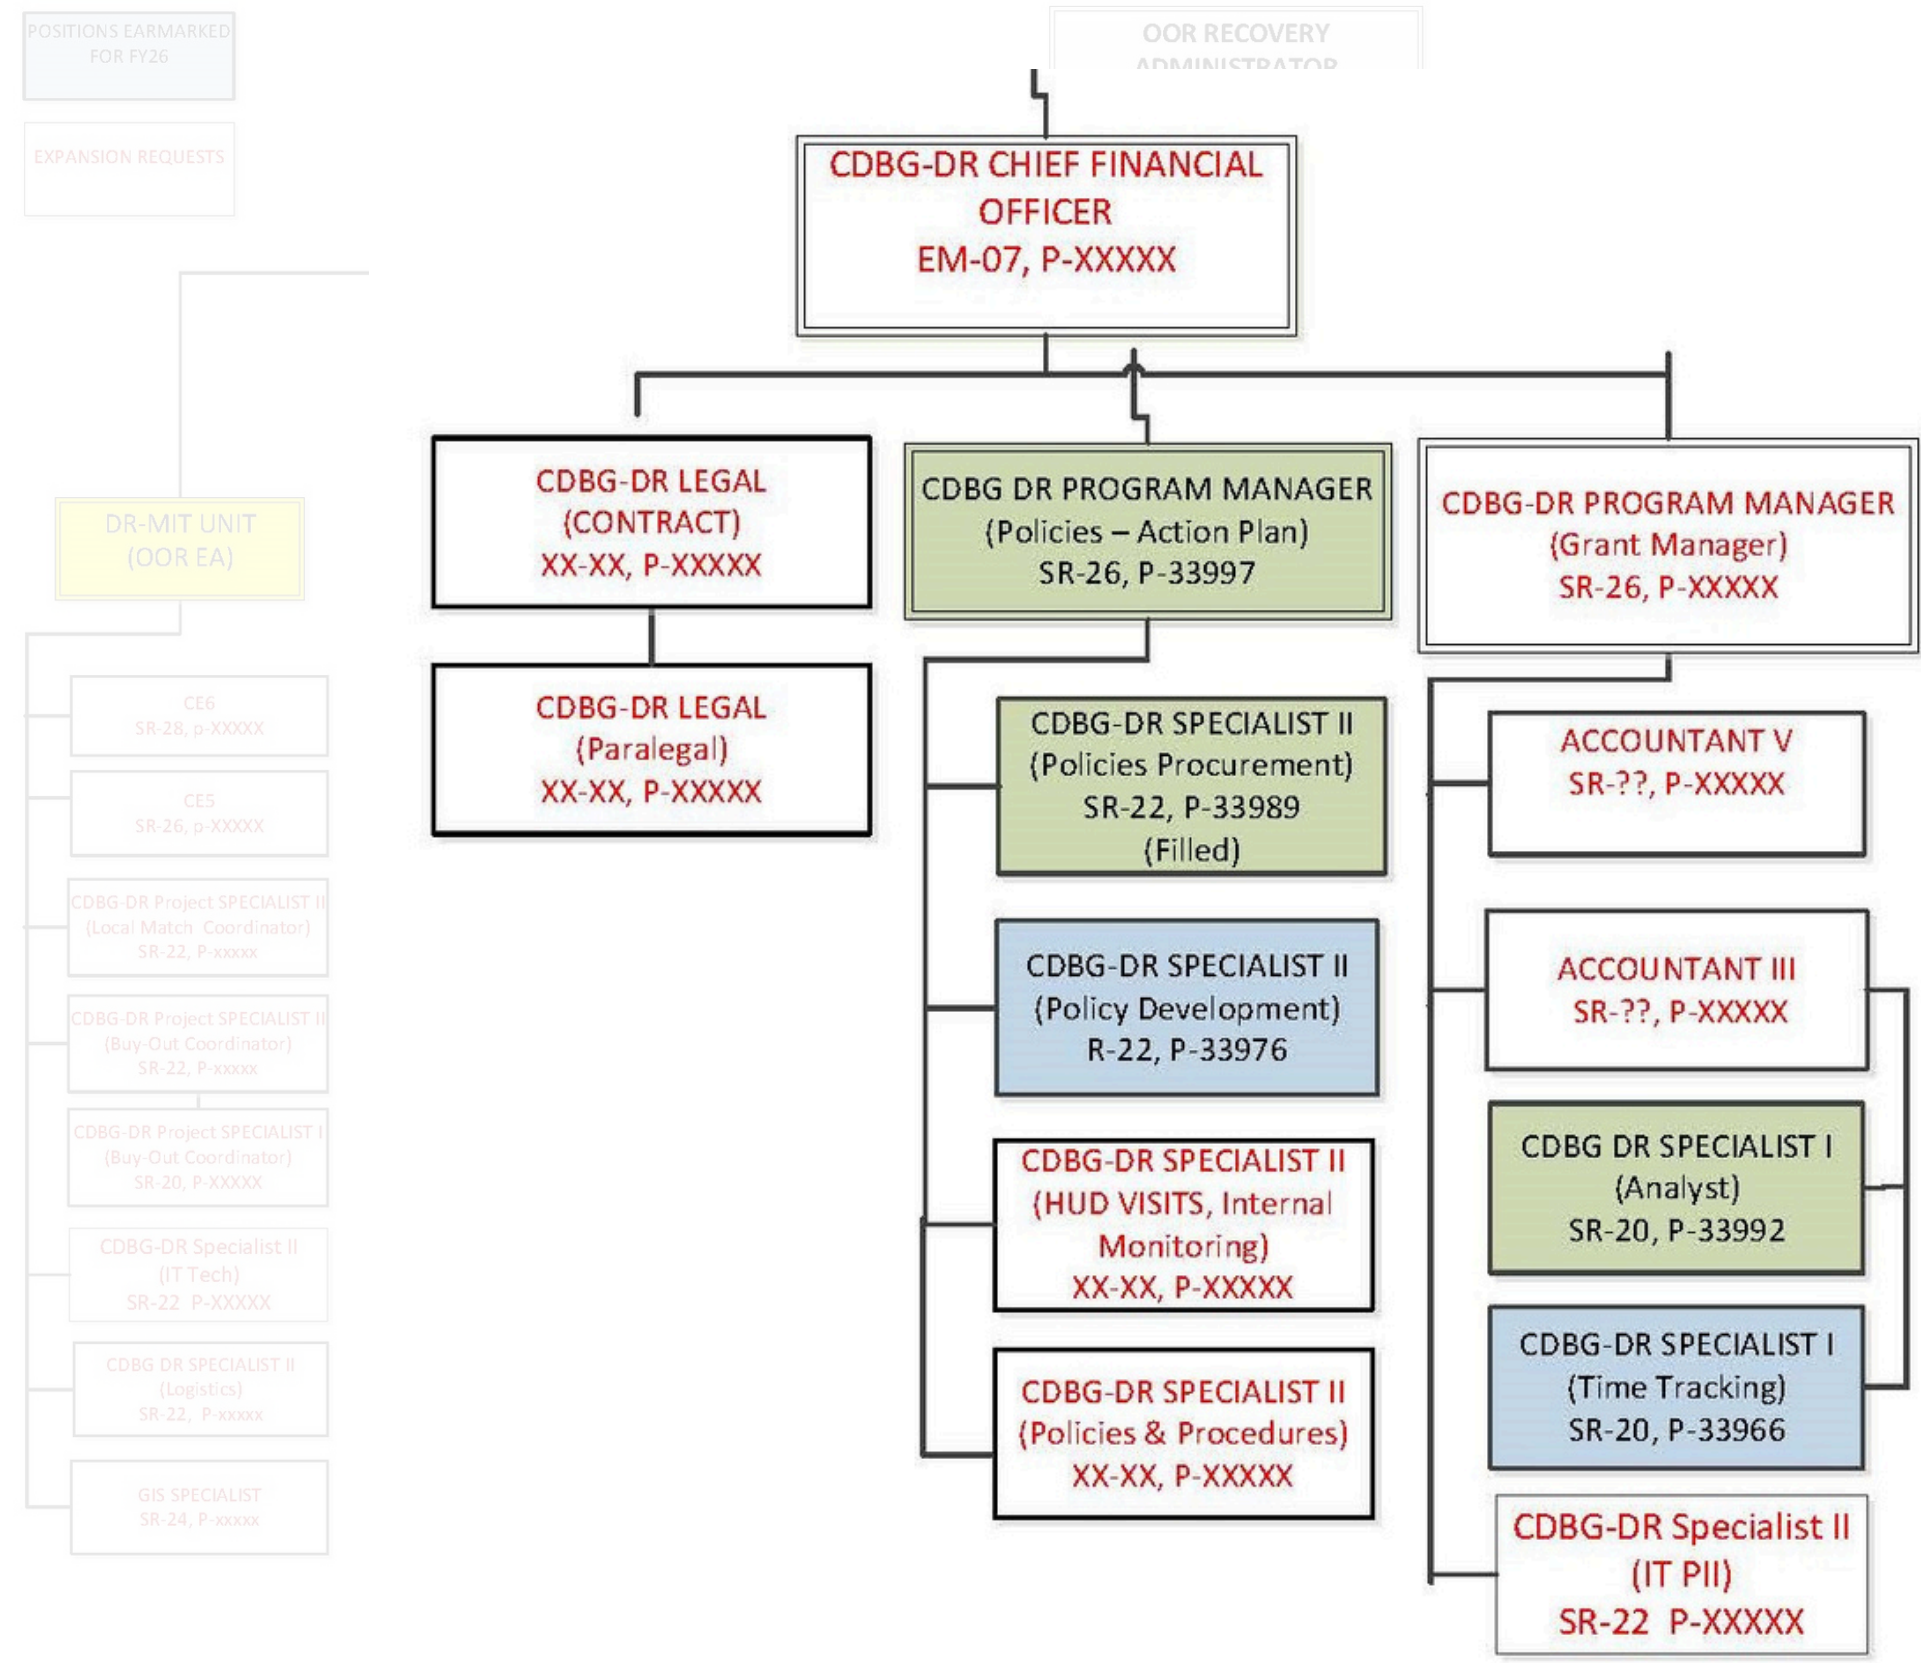 POSITIONS EARMARKED
FOR FY26
EXPANSION REQUESTS
OOR RECOVERY
ADMINISTRATOR
CDBG-DR CHIEF FINANCIAL
OFFICER
EM-07, P-XXXXX
DR-MIT UNIT
(OOR EA)
CE6
SR-28, p-XXXXX
CE5
SR-26, p-XXXXX
CDBG-DR Project SPECIALIST II
(Local Match Coordinator)
SR-22, P-xxxxx
CDBG-DR Project SPECIALIST II
(Buy-Out Coordinator)
SR-22, P-xxxxx
CDBG-DR Project SPECIALIST I
(Buy-Out Coordinator)
SR-20, P-XXXXX
CDBG-DR Specialist II
(IT Tech)
SR-22 P-XXXXX
CDBG DR SPECIALIST II
(Logistics)
SR-22, P-xxxxx
GIS SPECIALIST
SR-24, P-xxxxx
CDBG-DR LEGAL
(CONTRACT)
XX-XX, P-XXXXX
CDBG-DR LEGAL
(Paralegal)
XX-XX, P-XXXXX
CDBG DR PROGRAM MANAGER
(Policies – Action Plan)
SR-26, P-33997
CDBG-DR SPECIALIST II
(Policies Procurement)
SR-22, P-33989
(Filled)
CDBG-DR SPECIALIST II
(Policy Development)
R-22, P-33976
CDBG-DR SPECIALIST II
(HUD VISITS, Internal
Monitoring)
XX-XX, P-XXXXX
CDBG-DR SPECIALIST II
(Policies & Procedures)
XX-XX, P-XXXXX
CDBG-DR PROGRAM MANAGER
(Grant Manager)
SR-26, P-XXXXX
ACCOUNTANT V
SR-??, P-XXXXX
ACCOUNTANT III
SR-??, P-XXXXX
CDBG DR SPECIALIST I
(Analyst)
SR-20, P-33992
CDBG-DR SPECIALIST I
(Time Tracking)
SR-20, P-33966
CDBG-DR Specialist II
(IT PII)
SR-22 P-XXXXX